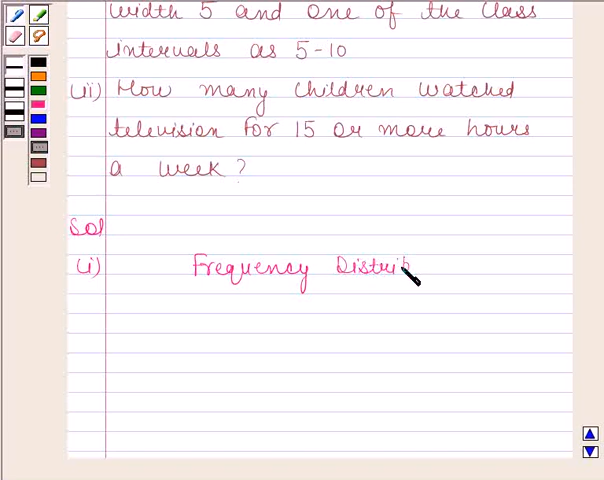 width 5 and one of the class
intervals as 5-10
(ii) How many children watched
television for 15 or more hours
a week?
Sol
(i) Frequency Distrib